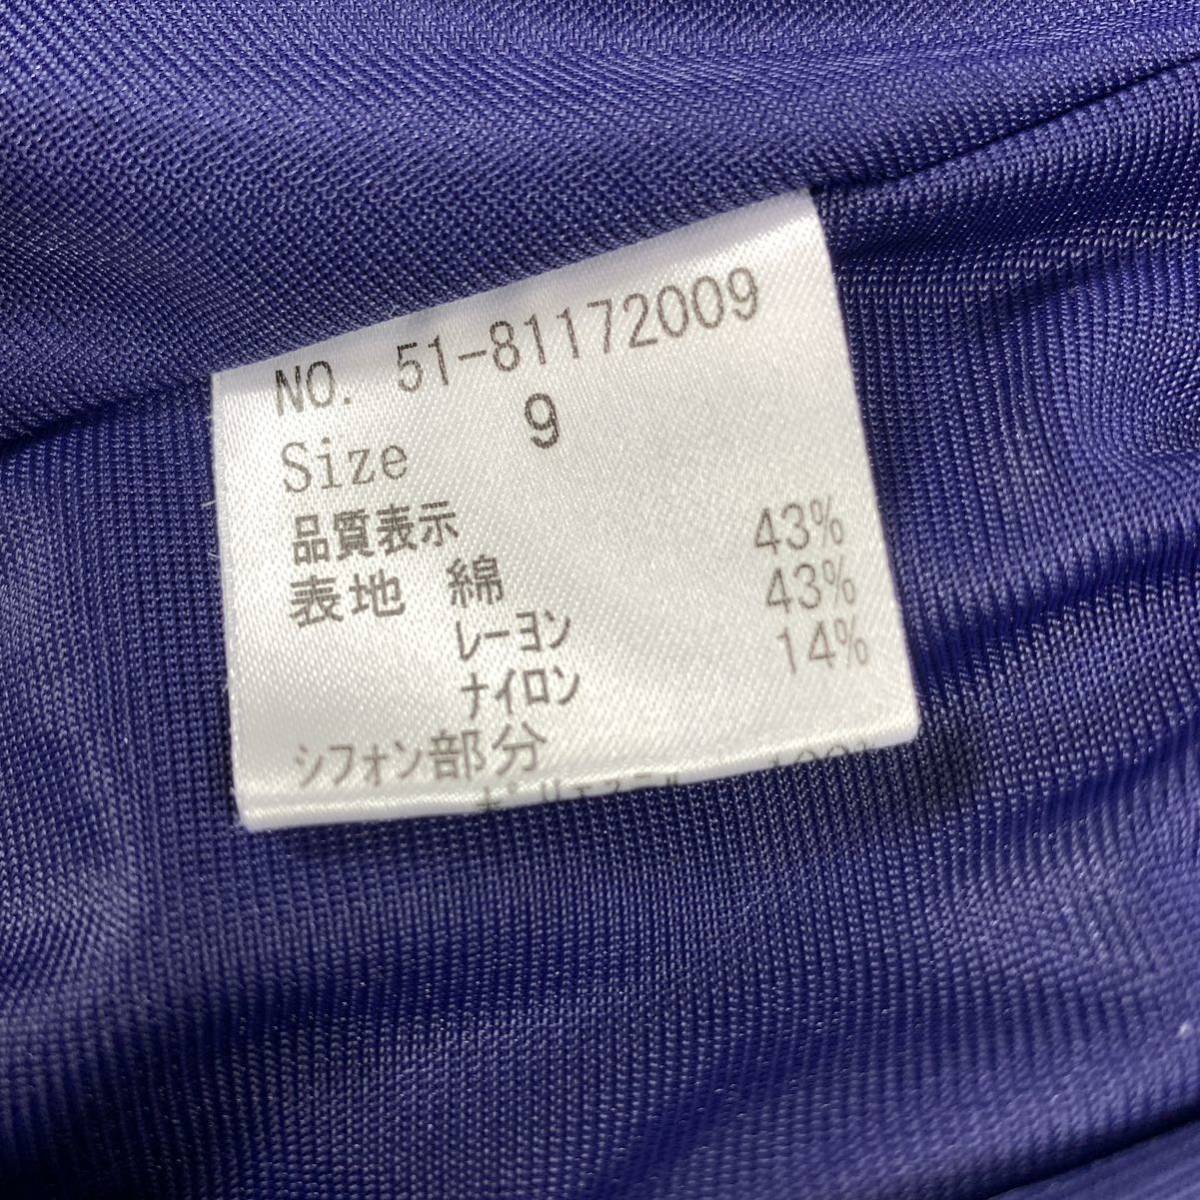 NO. 51-81172009
Size 9
品質表示
表地 綿 43%
レーヨン 43%
ナイロン 14%
シフォン部分